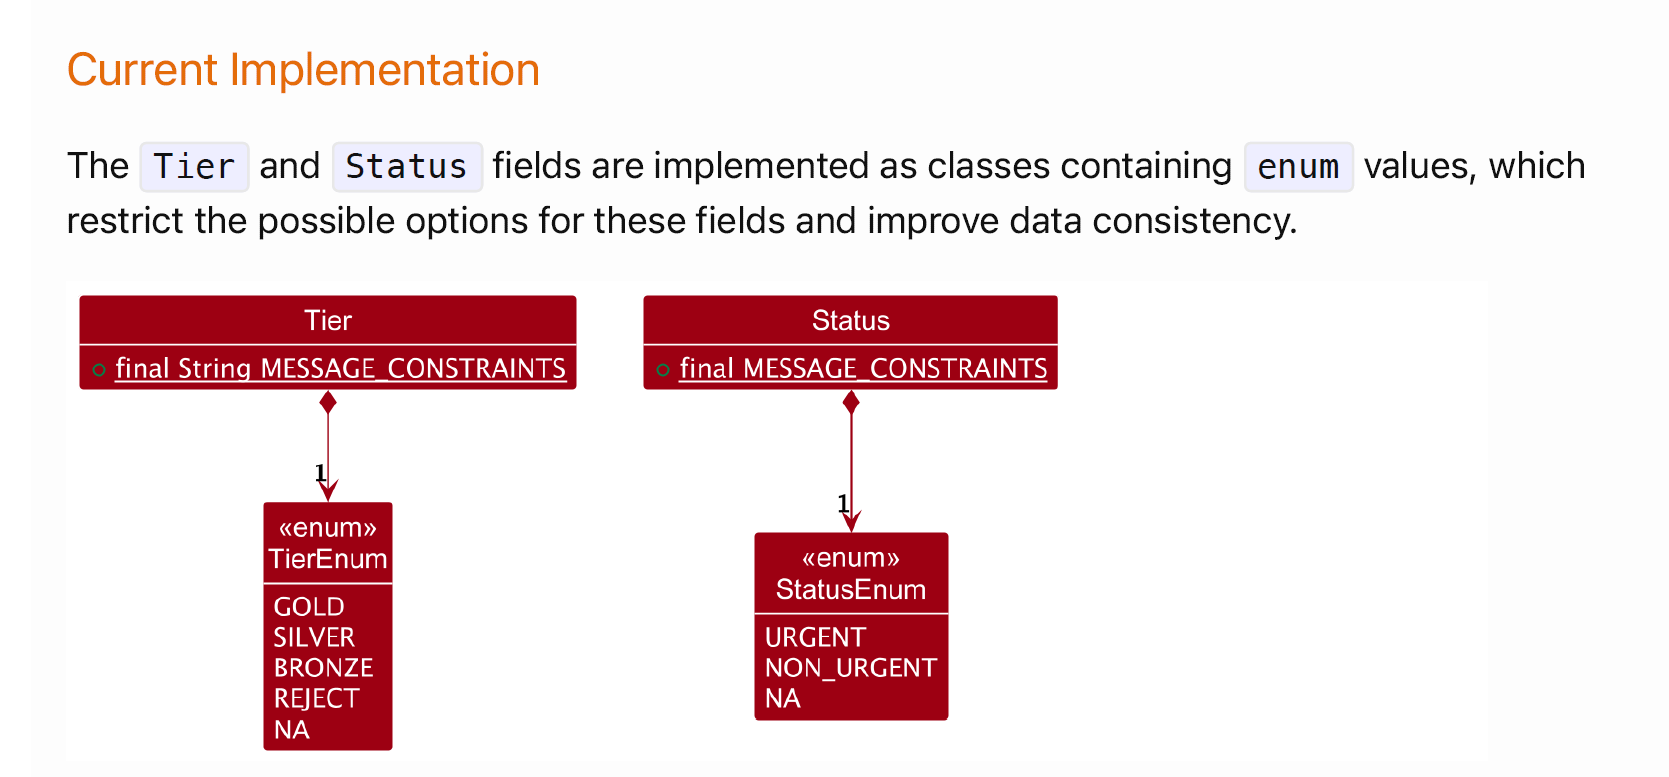 Current Implementation
The Tier and Status fields are implemented as classes containing enum values, which
restrict the possible options for these fields and improve data consistency.
Tier
final String MESSAGE_CONSTRAINTS
1
«enum»
TierEnum
GOLD
SILVER
BRONZE
REJECT
NA
Status
final MESSAGE_CONSTRAINTS
1
«enum»
StatusEnum
URGENT
NON_URGENT
NA